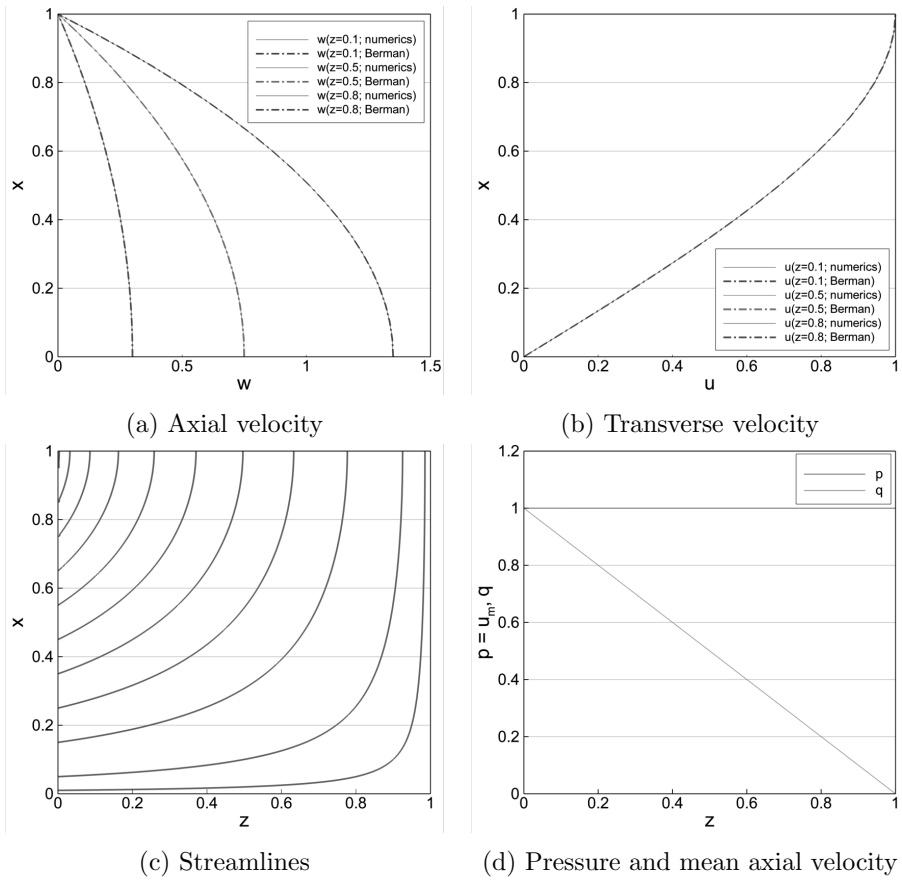 1
0.8
0.6
0.4
0.2
0
x
0
0.5
1
1.5
w
w(z=0.1; numerics)
w(z=0.1; Berman)
w(z=0.5; numerics)
w(z=0.5; Berman)
w(z=0.8; numerics)
w(z=0.8; Berman)
(a) Axial velocity
1
0.8
0.6
0.4
0.2
0
x
0
0.2
0.4
0.6
0.8
1
u
u(z=0.1; numerics)
u(z=0.1; Berman)
u(z=0.5; numerics)
u(z=0.5; Berman)
u(z=0.8; numerics)
u(z=0.8; Berman)
(b) Transverse velocity
1
0.8
0.6
0.4
0.2
0
x
0
0.2
0.4
0.6
0.8
1
z
(c) Streamlines
1.2
1
0.8
0.6
0.4
0.2
0
p = u_m, q
0
0.2
0.4
0.6
0.8
1
z
p
q
(d) Pressure and mean axial velocity